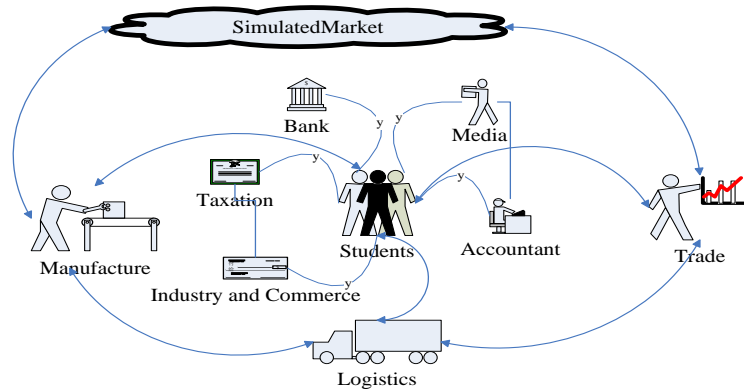 SimulatedMarket
Bank
y
y
Media
y
Taxation
y
Students
Accountant
Manufacture
Trade
Industry and Commerce
y
Logistics